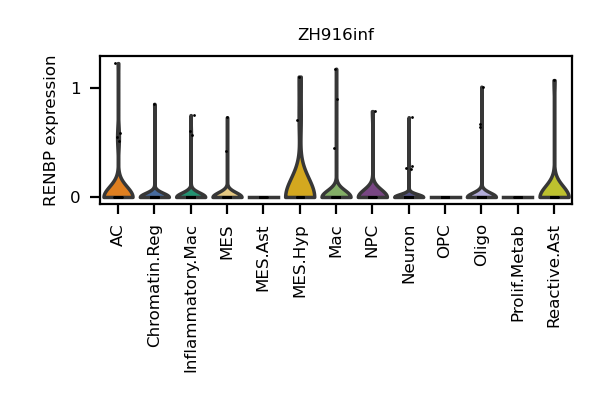 ZH916inf
RENBP expression
1
0
AC
Chromatin.Reg
Inflammatory.Mac
MES
MES.Ast
MES.Hyp
Mac
NPC
Neuron
OPC
Oligo
Prolif.Metab
Reactive.Ast